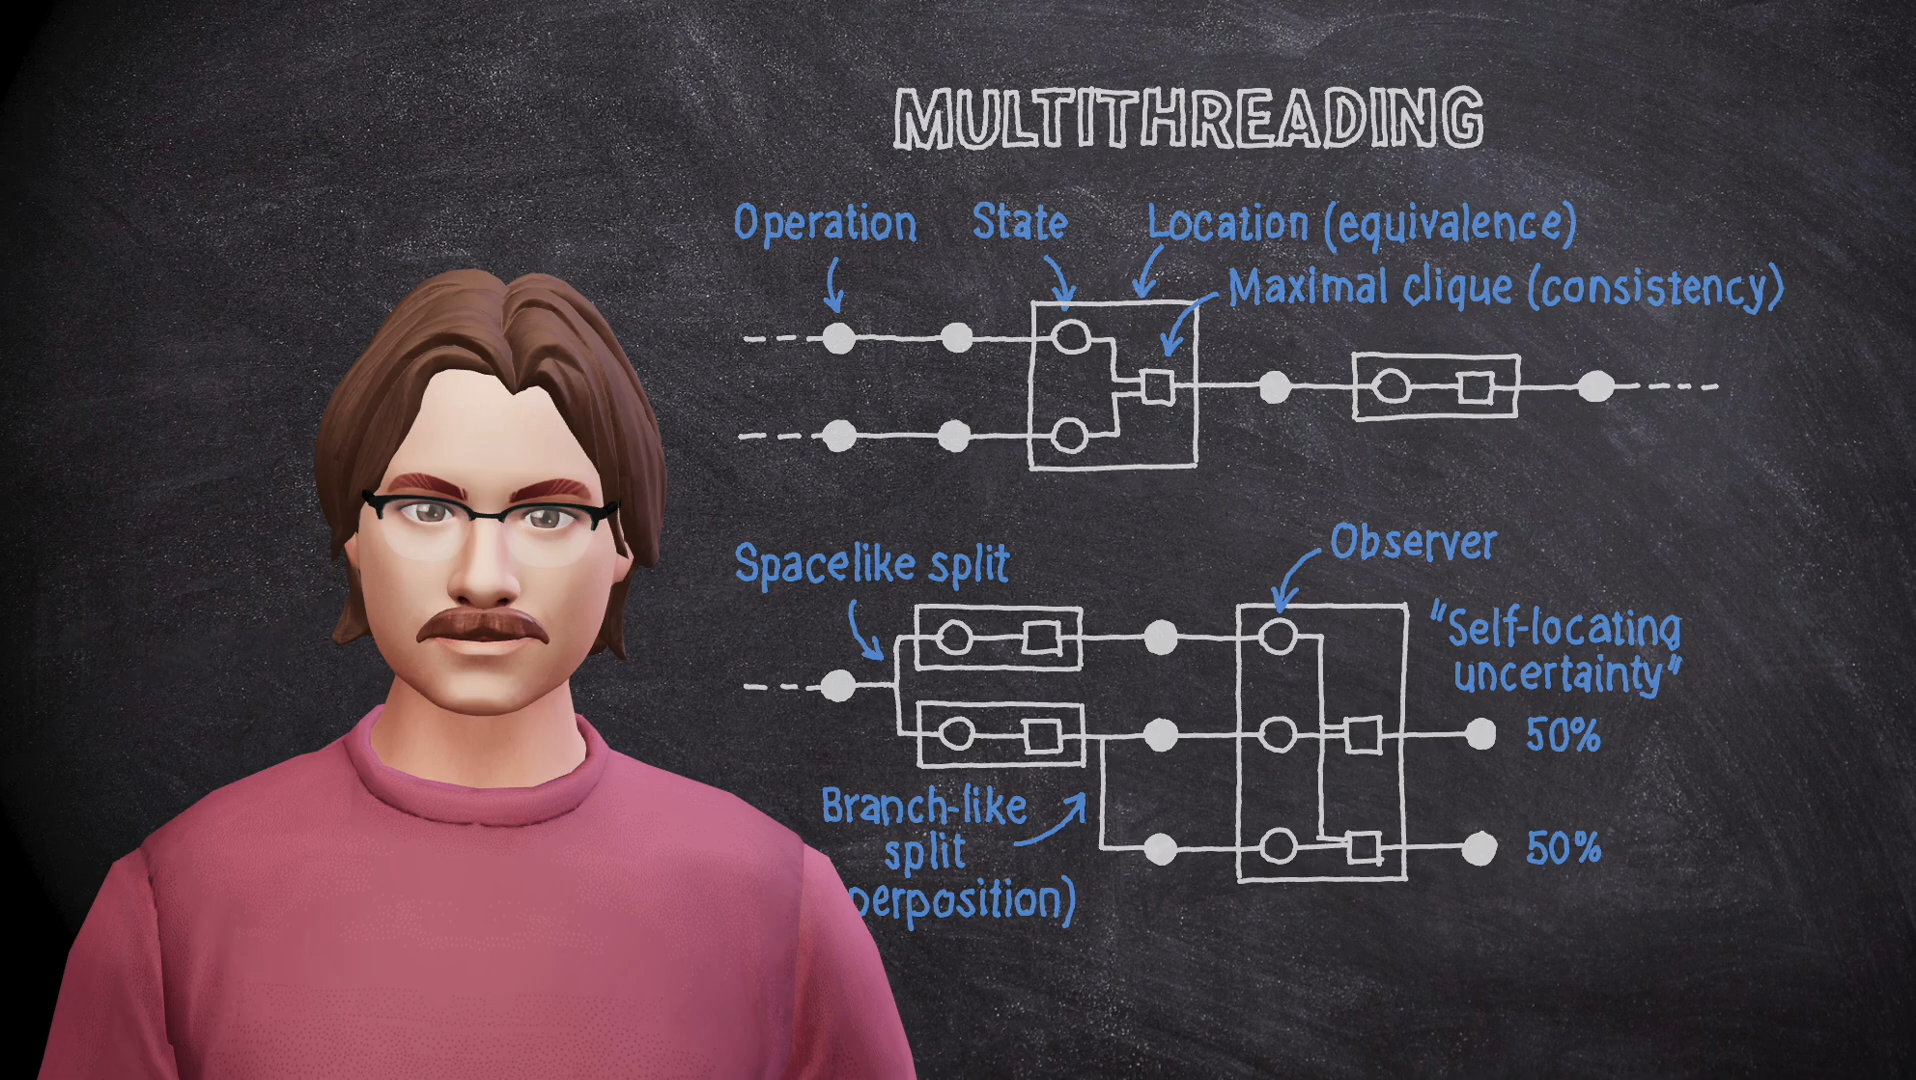 MULTITHREADING
Operation
State
Location (equivalence)
Maximal clique (consistency)
Spacelike split
Observer
"Self-locating
uncertainty"
50%
Branch-like
split
perposition)
50%